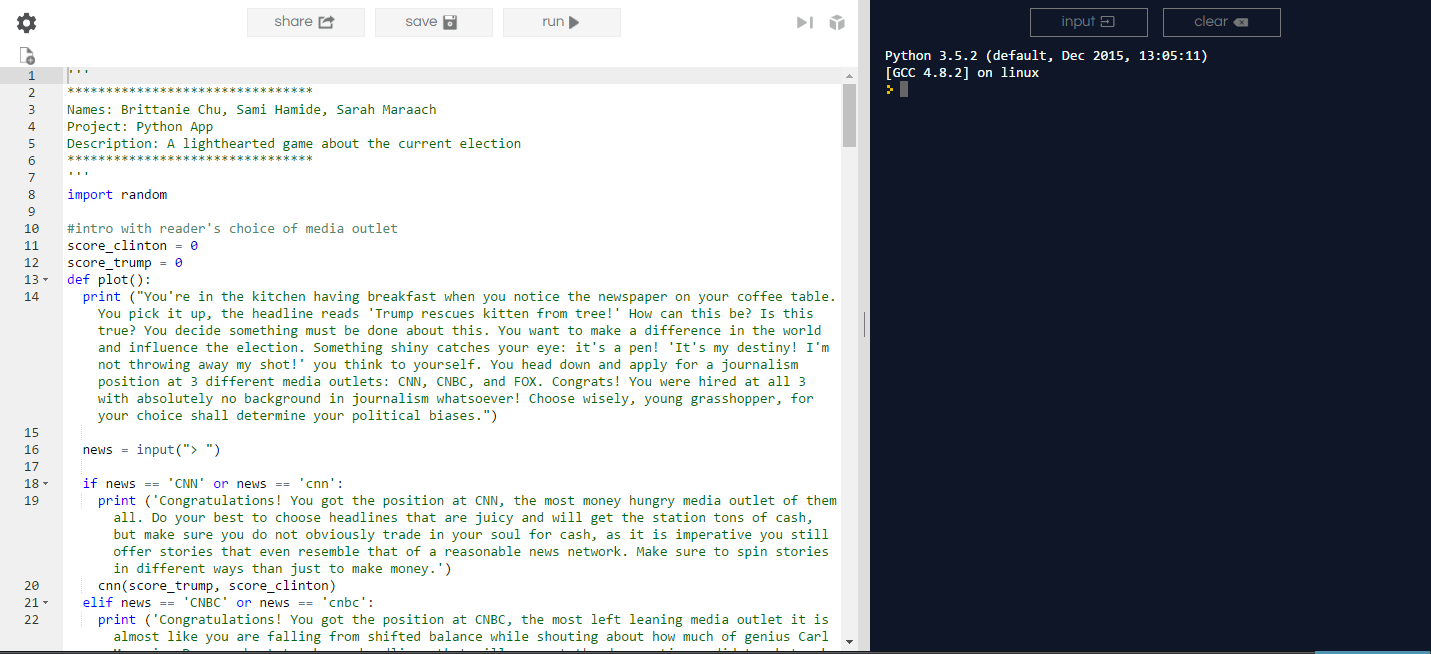 share save run
input clear
1 '''
2 ********************************
3 Names: Brittanie Chu, Sami Hamide, Sarah Maraach
4 Project: Python App
5 Description: A lighthearted game about the current election
6 ********************************
7 '''
8 import random
9
10 #intro with reader's choice of media outlet
11 score_clinton = 0
12 score_trump = 0
13 def plot():
14 print ("You're in the kitchen having breakfast when you notice the newspaper on your coffee table.
You pick it up, the headline reads 'Trump rescues kitten from tree!' How can this be? Is this
true? You decide something must be done about this. You want to make a difference in the world
and influence the election. Something shiny catches your eye: it's a pen! 'It's my destiny! I'm
not throwing away my shot!' you think to yourself. You head down and apply for a journalism
position at 3 different media outlets: CNN, CNBC, and FOX. Congrats! You were hired at all 3
with absolutely no background in journalism whatsoever! Choose wisely, young grasshopper, for
your choice shall determine your political biases.")
15
16 news = input("> ")
17
18 if news == 'CNN' or news == 'cnn':
19 print ('Congratulations! You got the position at CNN, the most money hungry media outlet of them
all. Do your best to choose headlines that are juicy and will get the station tons of cash,
but make sure you do not obviously trade in your soul for cash, as it is imperative you still
offer stories that even resemble that of a reasonable news network. Make sure to spin stories
in different ways than just to make money.')
20 cnn(score_trump, score_clinton)
21 elif news == 'CNBC' or news == 'cnbc':
22 print ('Congratulations! You got the position at CNBC, the most left leaning media outlet it is
almost like you are falling from shifted balance while shouting about how much of genius Carl
Python 3.5.2 (default, Dec 2015, 13:05:11)
[GCC 4.8.2] on linux